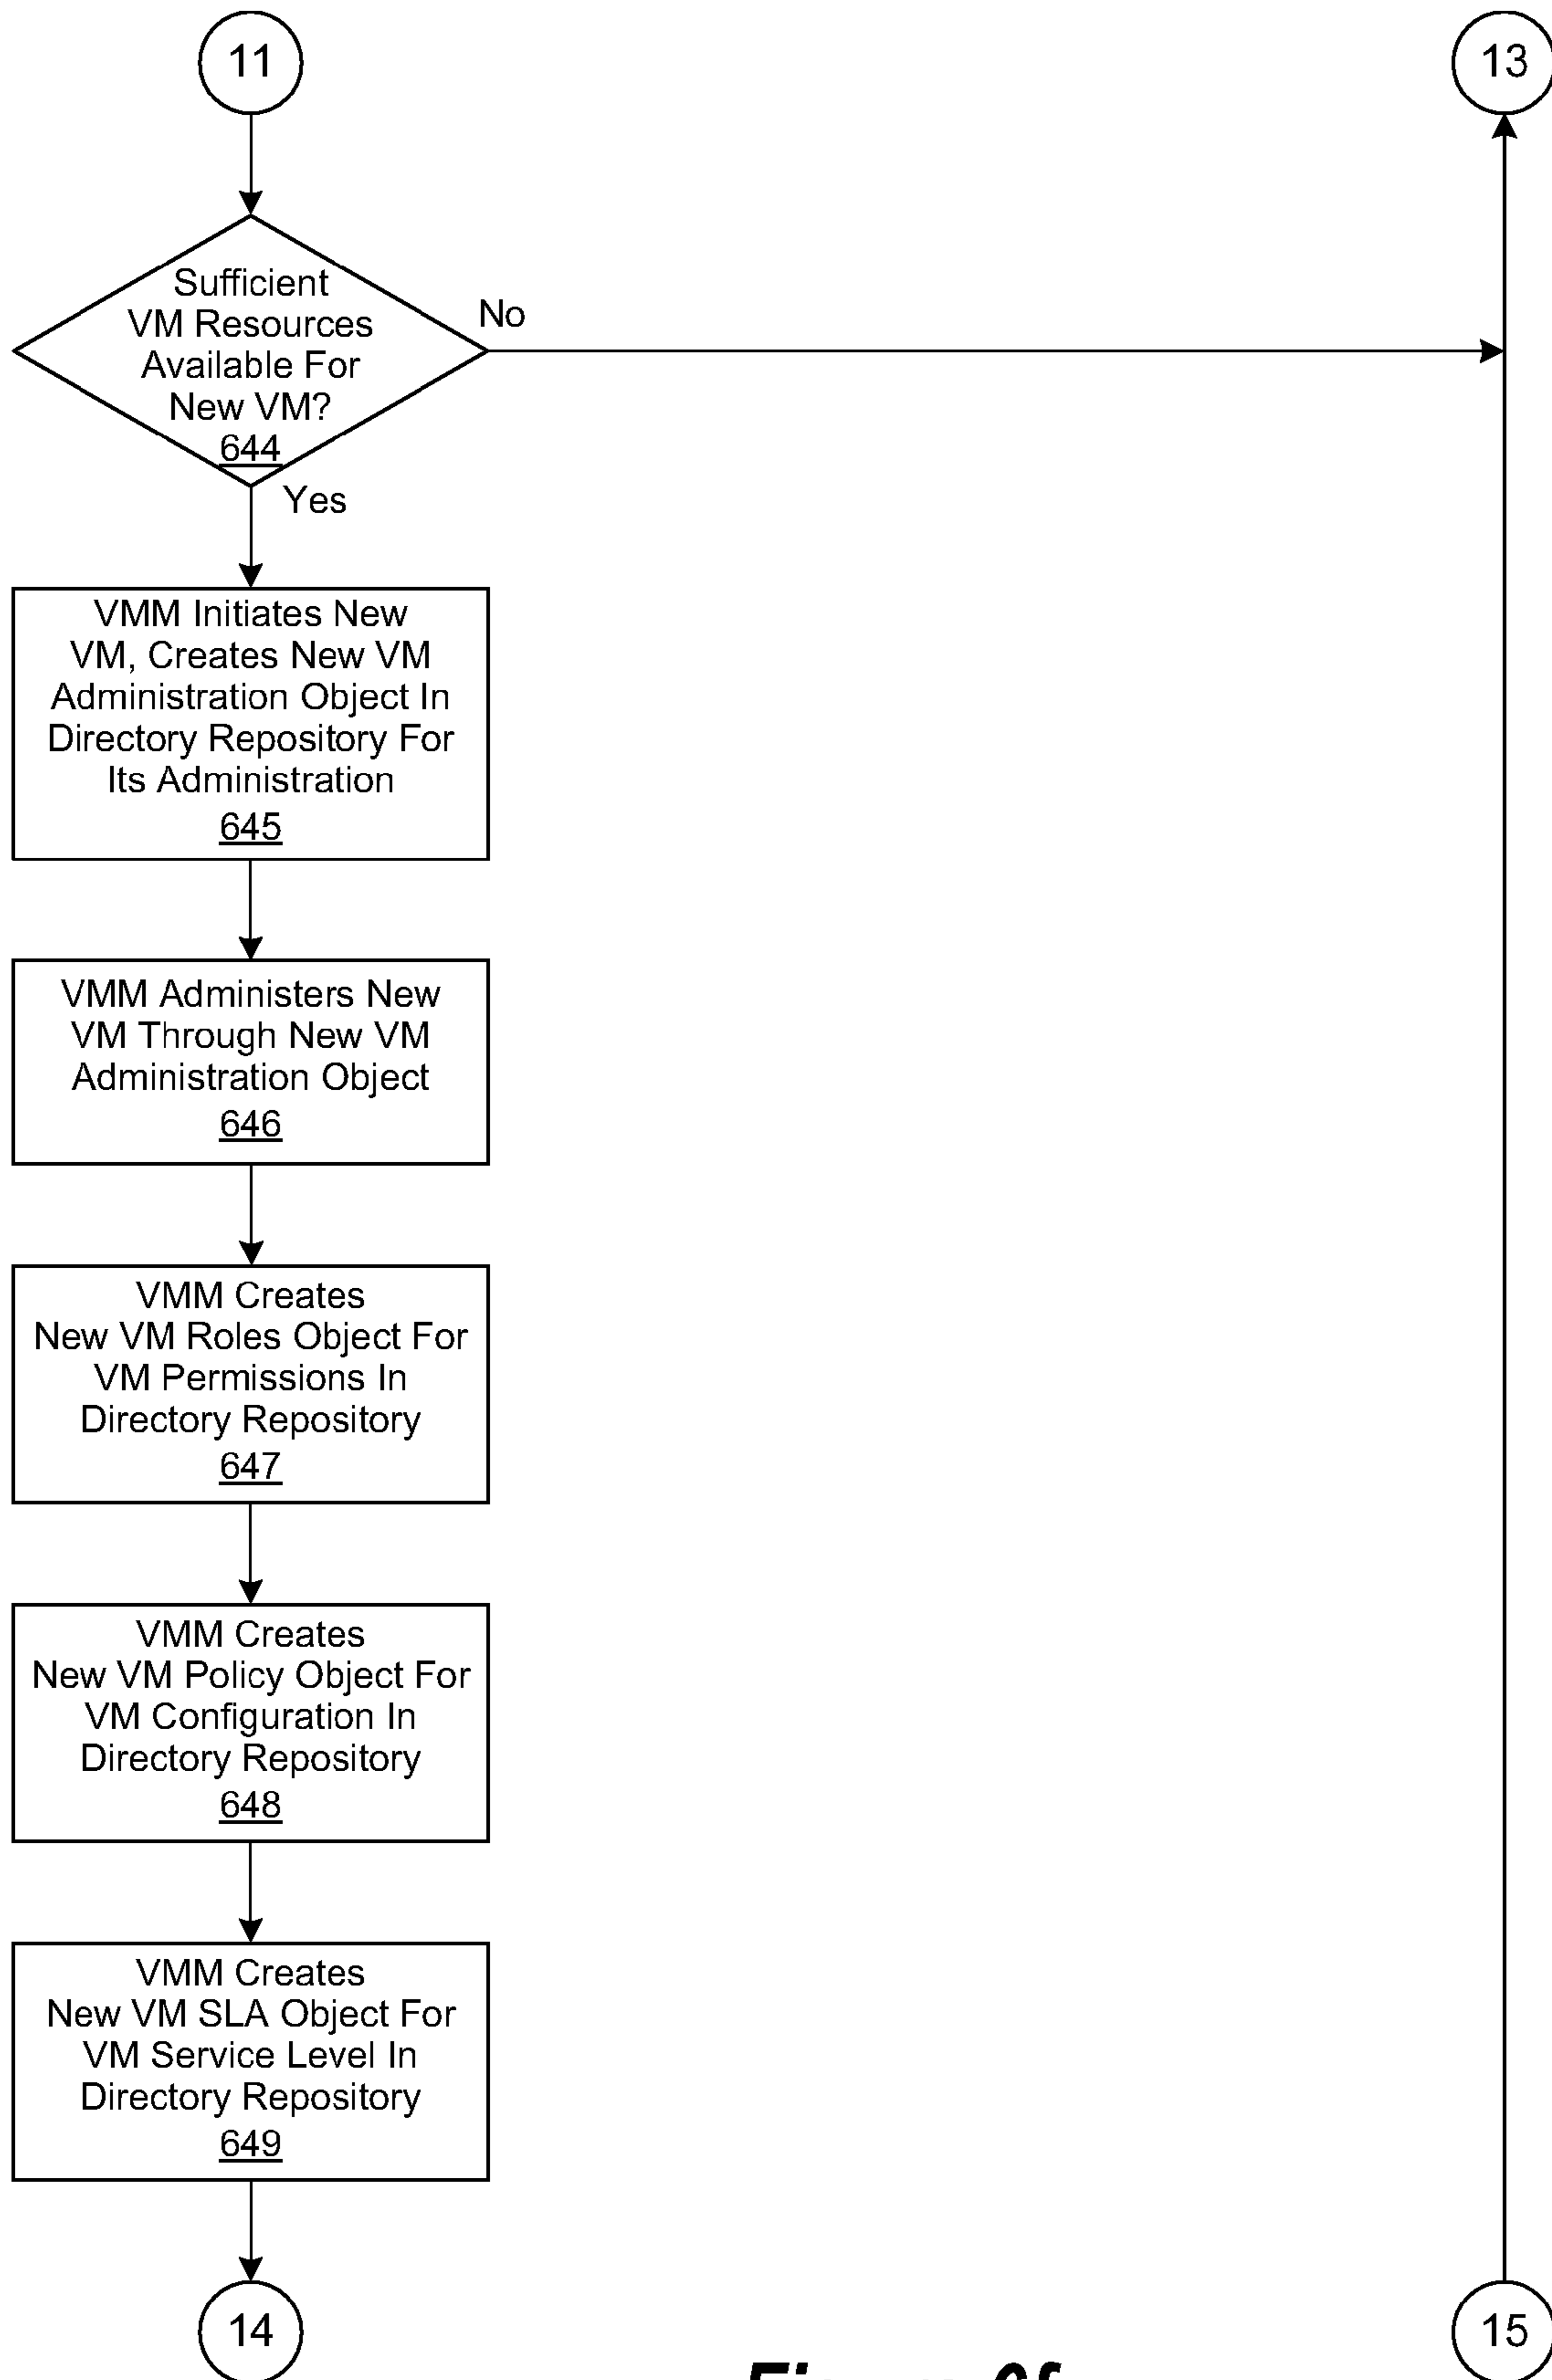 11
13
Sufficient
VM Resources
Available For
New VM?
644
No
Yes
VMM Initiates New
VM, Creates New VM
Administration Object In
Directory Repository For
Its Administration
645
VMM Administers New
VM Through New VM
Administration Object
646
VMM Creates
New VM Roles Object For
VM Permissions In
Directory Repository
647
VMM Creates
New VM Policy Object For
VM Configuration In
Directory Repository
648
VMM Creates
New VM SLA Object For
VM Service Level In
Directory Repository
649
14
15